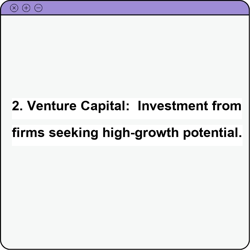 2. Venture Capital:  Investment from
firms seeking high-growth potential.